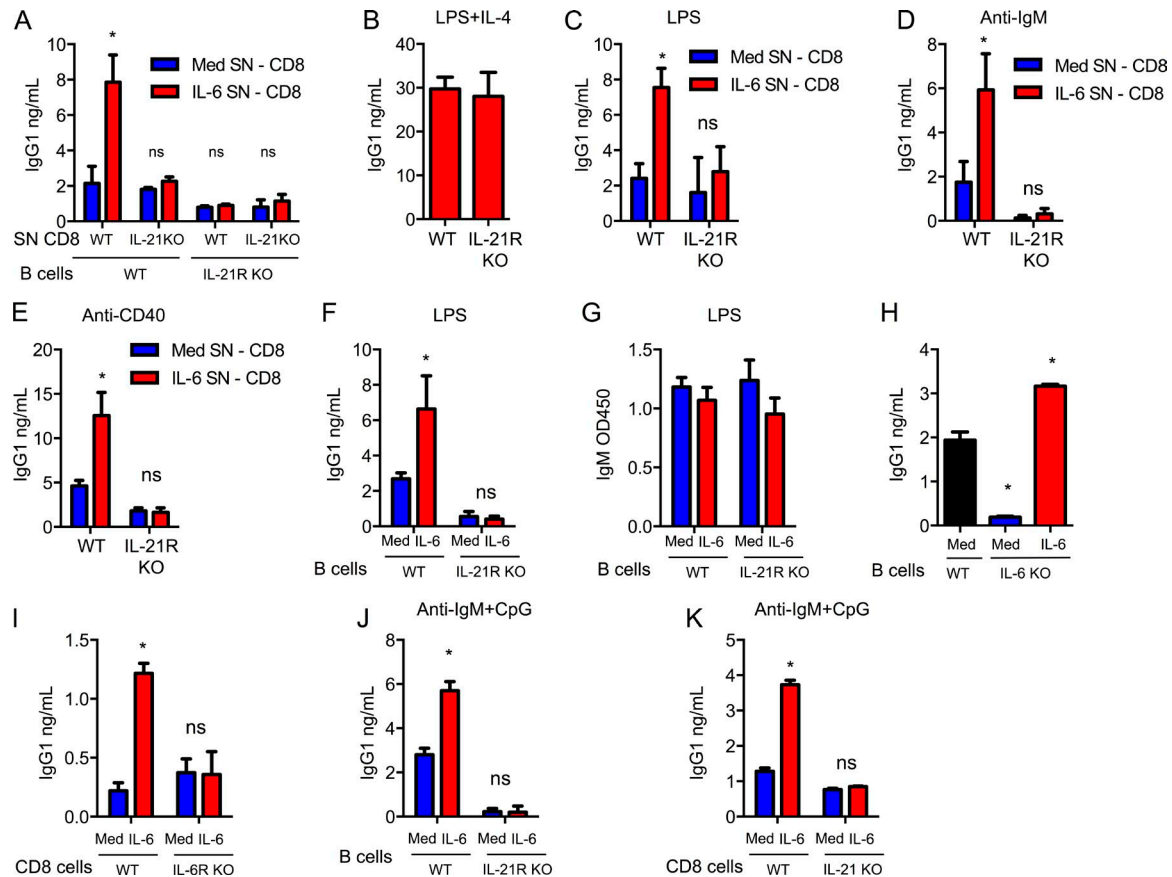 A
10
8
6
4
2
0
IgG1 ng/mL
*
ns
ns
ns
Med SN - CD8
IL-6 SN - CD8
SN CD8
WT IL-21KO WT IL-21KO
B cells
WT IL-21R KO
B
LPS+IL-4
40
30
20
10
0
IgG1 ng/mL
WT IL-21R
KO
C
LPS
10
8
6
4
2
0
IgG1 ng/mL
*
ns
Med SN - CD8
IL-6 SN - CD8
WT IL-21R
KO
D
Anti-IgM
8
6
4
2
0
IgG1 ng/mL
*
ns
Med SN - CD8
IL-6 SN - CD8
WT IL-21R
KO
E
Anti-CD40
20
15
10
5
0
IgG1 ng/mL
*
ns
Med SN - CD8
IL-6 SN - CD8
WT IL-21R
KO
F
LPS
10
8
6
4
2
0
IgG1 ng/mL
*
ns
Med IL-6 Med IL-6
B cells
WT IL-21R KO
G
LPS
1.5
1.0
0.5
0.0
IgM OD450
Med IL-6 Med IL-6
B cells
WT IL-21R KO
H
4
3
2
1
0
IgG1 ng/mL
*
*
Med Med IL-6
B cells
WT IL-6 KO
I
1.5
1.0
0.5
0.0
IgG1 ng/mL
*
ns
Med IL-6 Med IL-6
CD8 cells
WT IL-6R KO
J
Anti-IgM+CpG
8
6
4
2
0
IgG1 ng/mL
*
ns
Med IL-6 Med IL-6
B cells
WT IL-21R KO
K
Anti-IgM+CpG
5
4
3
2
1
0
IgG1 ng/mL
*
ns
Med IL-6 Med IL-6
CD8 cells
WT IL-21 KO